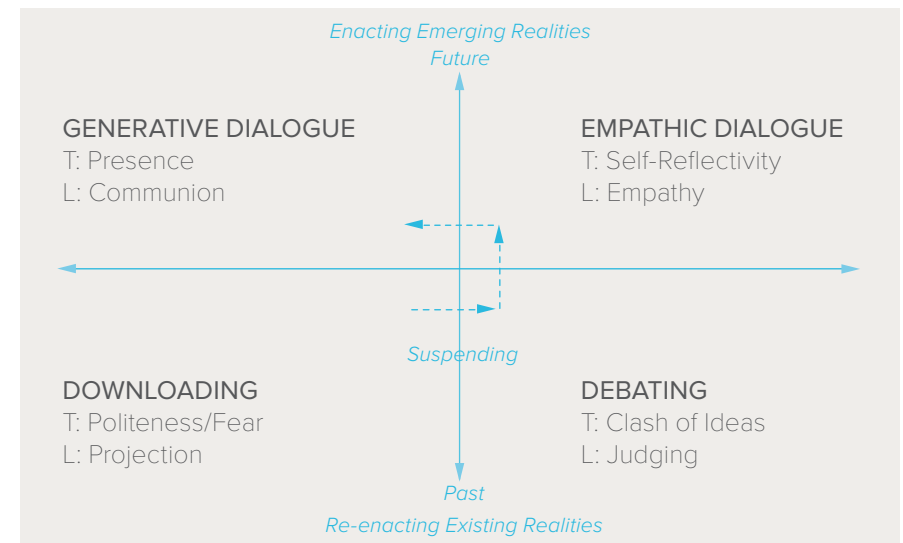 Enacting Emerging Realities
Future
GENERATIVE DIALOGUE
T: Presence
L: Communion
EMPATHIC DIALOGUE
T: Self-Reflectivity
L: Empathy
Suspending
DOWNLOADING
T: Politeness/Fear
L: Projection
DEBATING
T: Clash of Ideas
L: Judging
Past
Re-enacting Existing Realities